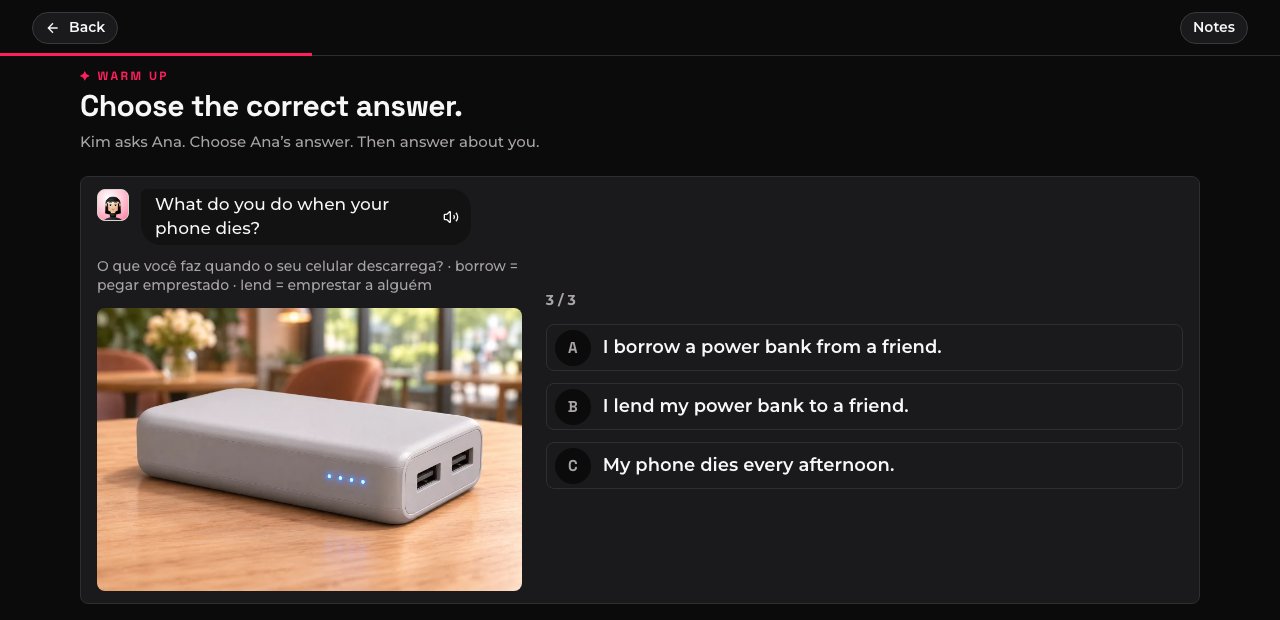 Back
Notes
WARM UP
Choose the correct answer.
Kim asks Ana. Choose Ana’s answer. Then answer about you.
What do you do when your
phone dies?
O que você faz quando o seu celular descarrega? · borrow =
pegar emprestado · lend = emprestar a alguém
3 / 3
A I borrow a power bank from a friend.
B I lend my power bank to a friend.
C My phone dies every afternoon.